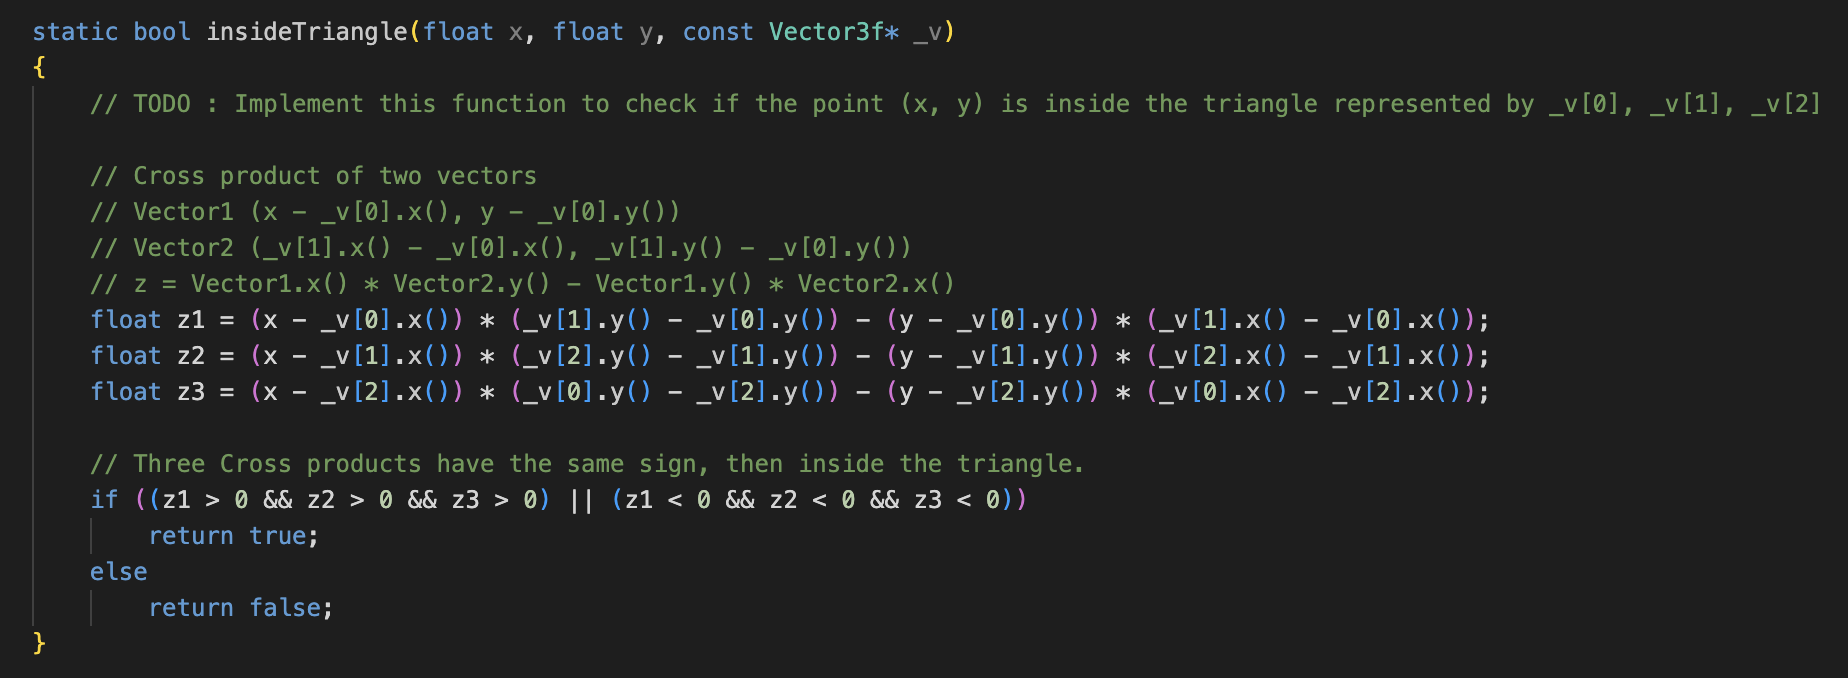 static bool insideTriangle(float x, float y, const Vector3f* _v)
{
    // TODO : Implement this function to check if the point (x, y) is inside the triangle represented by _v[0], _v[1], _v[2]
    // Cross product of two vectors
    // Vector1 (x - _v[0].x(), y - _v[0].y())
    // Vector2 (_v[1].x() - _v[0].x(), _v[1].y() - _v[0].y())
    // z = Vector1.x() * Vector2.y() - Vector1.y() * Vector2.x()
    float z1 = (x - _v[0].x()) * (_v[1].y() - _v[0].y()) - (y - _v[0].y()) * (_v[1].x() - _v[0].x());
    float z2 = (x - _v[1].x()) * (_v[2].y() - _v[1].y()) - (y - _v[1].y()) * (_v[2].x() - _v[1].x());
    float z3 = (x - _v[2].x()) * (_v[0].y() - _v[2].y()) - (y - _v[2].y()) * (_v[0].x() - _v[2].x());
    // Three Cross products have the same sign, then inside the triangle.
    if ((z1 > 0 && z2 > 0 && z3 > 0) || (z1 < 0 && z2 < 0 && z3 < 0))
        return true;
    else
        return false;
}